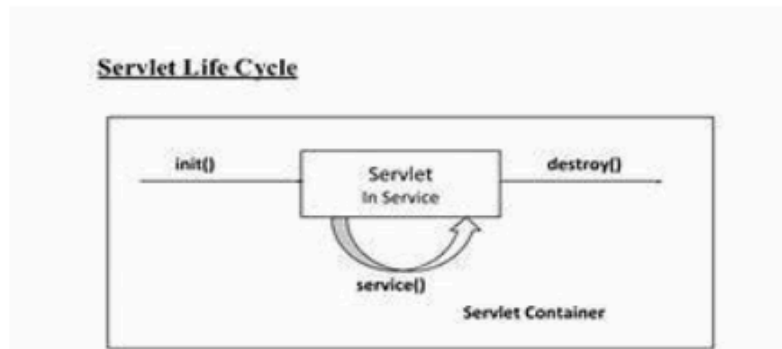 Servlet Life Cycle
init()
Servlet
In Service
destroy()
service()
Servlet Container